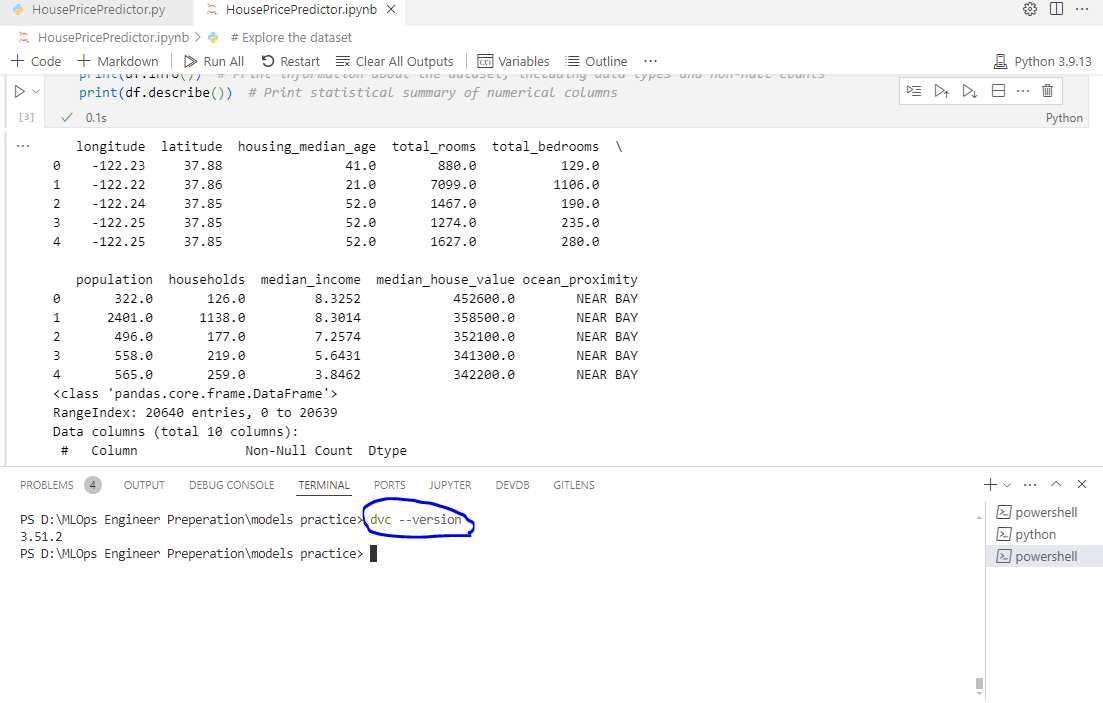 HousePricePredictor.py HousePricePredictor.ipynb
HousePricePredictor.ipynb > # Explore the dataset
+ Code + Markdown Run All Restart Clear All Outputs Variables Outline ... Python 3.9.13
print(df.info()) # Print information about the dataset, including data types and non-null counts
print(df.describe()) # Print statistical summary of numerical columns
[3] 0.1s Python
... longitude latitude housing_median_age total_rooms total_bedrooms \
0 -122.23 37.88 41.0 880.0 129.0
1 -122.22 37.86 21.0 7099.0 1106.0
2 -122.24 37.85 52.0 1467.0 190.0
3 -122.25 37.85 52.0 1274.0 235.0
4 -122.25 37.85 52.0 1627.0 280.0
population households median_income median_house_value ocean_proximity
0 322.0 126.0 8.3252 452600.0 NEAR BAY
1 2401.0 1138.0 8.3014 358500.0 NEAR BAY
2 496.0 177.0 7.2574 352100.0 NEAR BAY
3 558.0 219.0 5.6431 341300.0 NEAR BAY
4 565.0 259.0 3.8462 342200.0 NEAR BAY
<class 'pandas.core.frame.DataFrame'>
RangeIndex: 20640 entries, 0 to 20639
Data columns (total 10 columns):
# Column Non-Null Count Dtype
PROBLEMS 4 OUTPUT DEBUG CONSOLE TERMINAL PORTS JUPYTER DEVDB GITLENS
PS D:\MLOps Engineer Preperation\models practice> dvc --version
3.51.2
PS D:\MLOps Engineer Preperation\models practice>
powershell
python
powershell